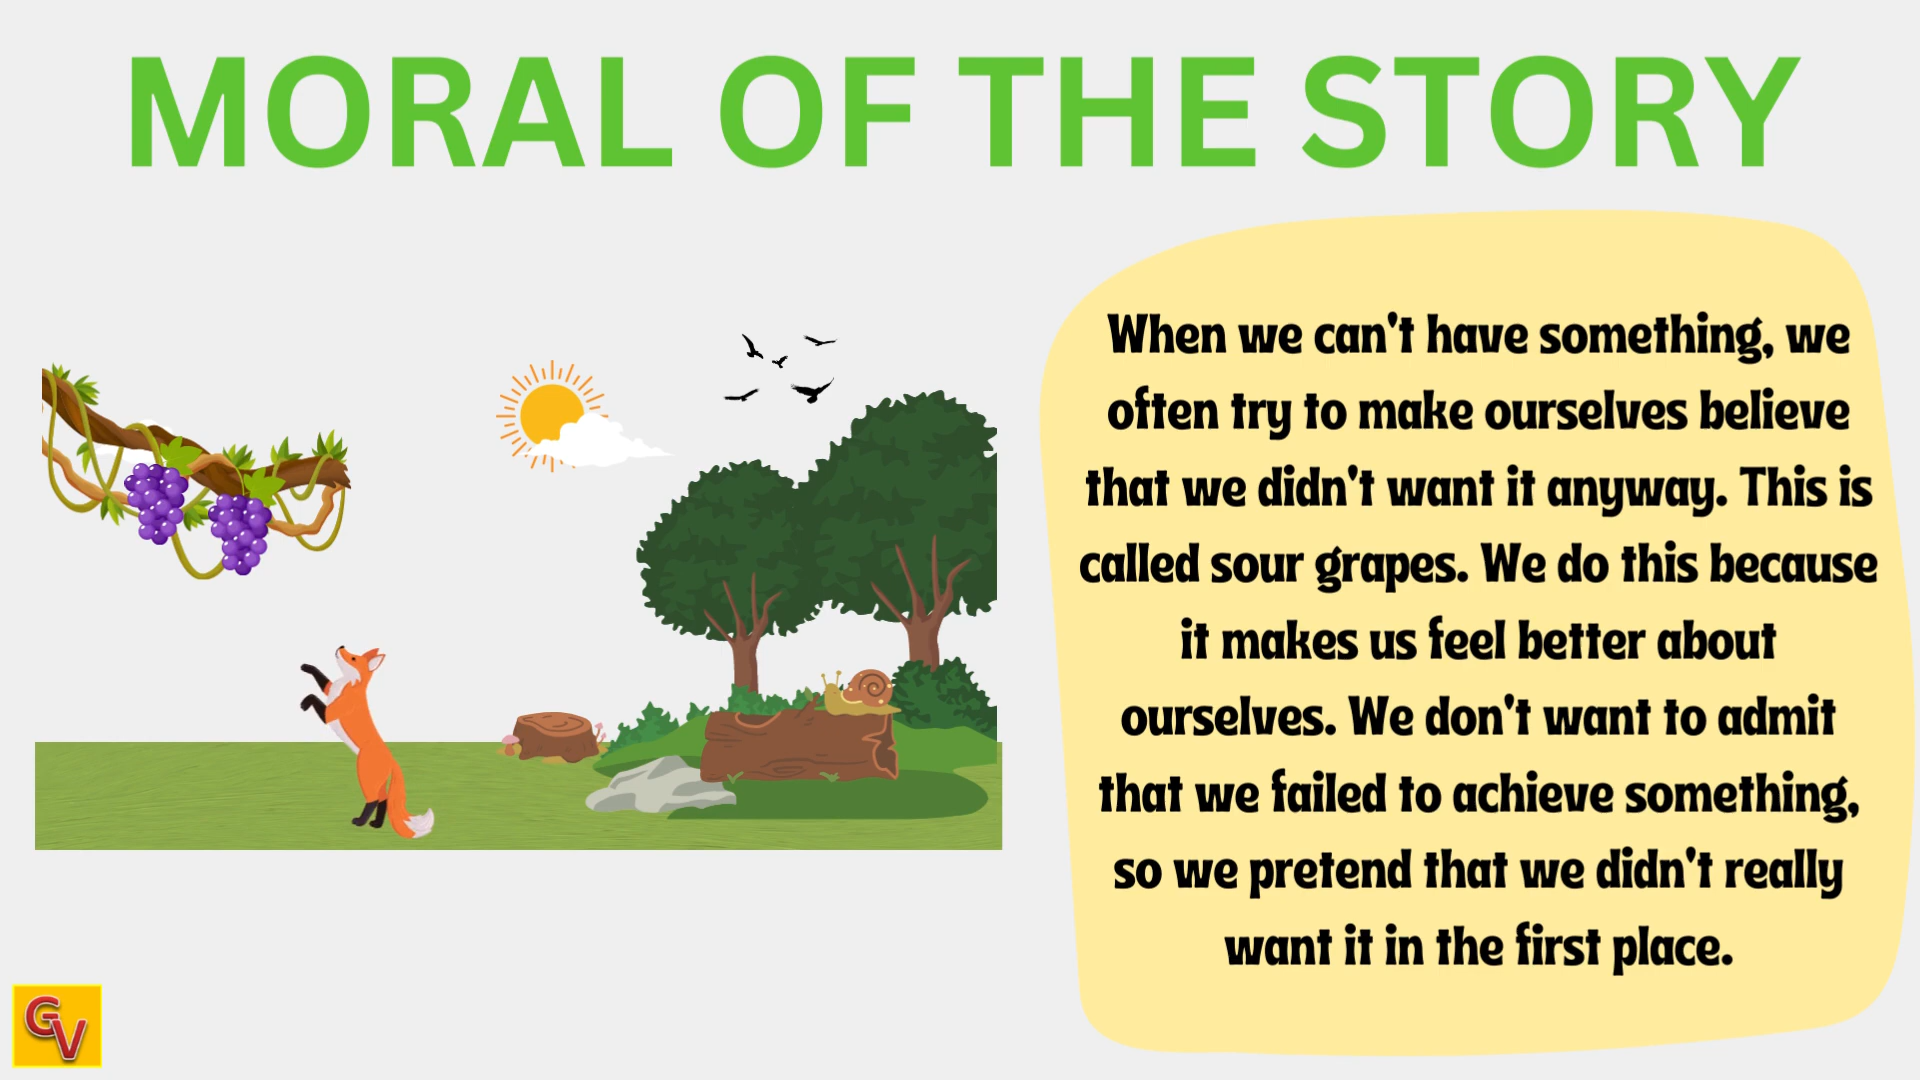 MORAL OF THE STORY
When we can't have something, we
often try to make ourselves believe
that we didn't want it anyway. This is
called sour grapes. We do this because
it makes us feel better about
ourselves. We don't want to admit
that we failed to achieve something,
so we pretend that we didn't really
want it in the first place.
GV